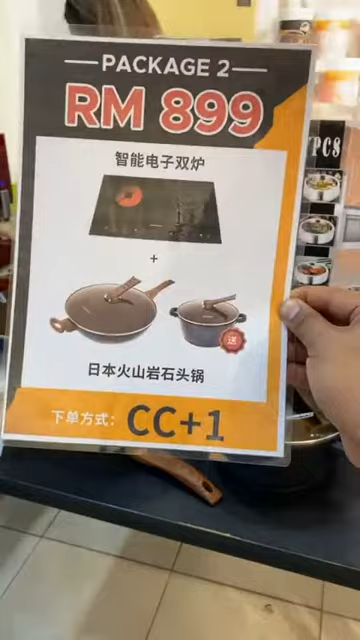 PACKAGE 2
RM 899
智能电子双炉
+
送
日本火山岩石头锅
下单方式: CC+1
PCS